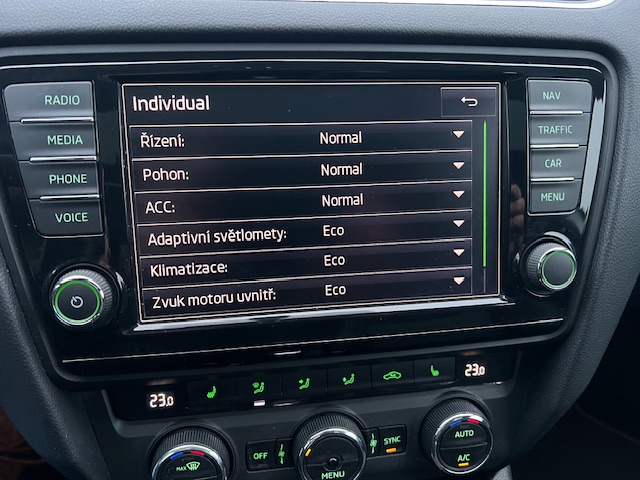 Individual
RADIO
MEDIA
PHONE
VOICE
Řízení: Normal
Pohon: Normal
ACC: Normal
Adaptivní světlomety: Eco
Klimatizace: Eco
Zvuk motoru uvnitř: Eco
NAV
TRAFFIC
CAR
MENU
23.0
23.0
MAX
OFF
MENU
SYNC
AUTO
A/C